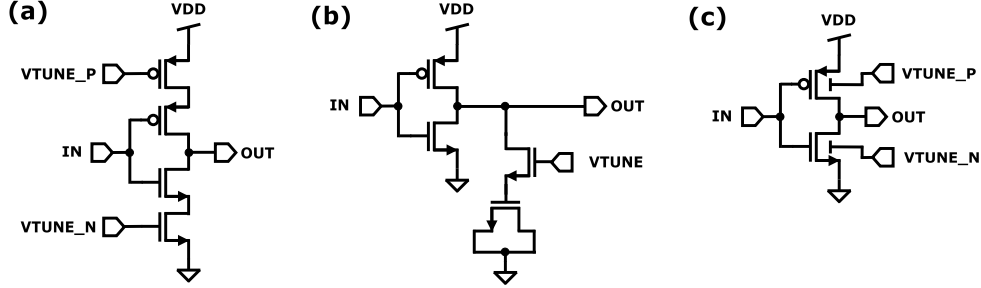 (a)
VDD
VTUNE_P
IN
OUT
VTUNE_N
(b)
VDD
IN
OUT
VTUNE
(c)
VDD
VTUNE_P
IN
OUT
VTUNE_N